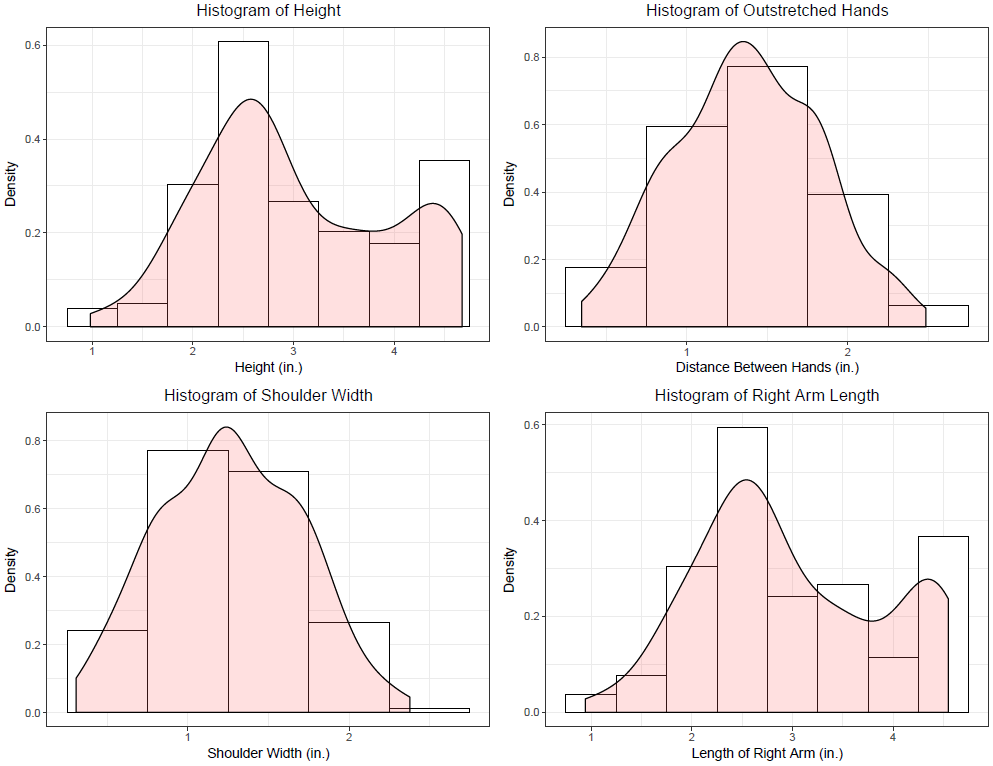 Histogram of Height
0.6
0.4
0.2
0.0
Density
1 2 3 4
Height (in.)
Histogram of Outstretched Hands
0.8
0.6
0.4
0.2
0.0
Density
1 2
Distance Between Hands (in.)
Histogram of Shoulder Width
0.8
0.6
0.4
0.2
0.0
Density
1 2
Shoulder Width (in.)
Histogram of Right Arm Length
0.6
0.4
0.2
0.0
Density
1 2 3 4
Length of Right Arm (in.)